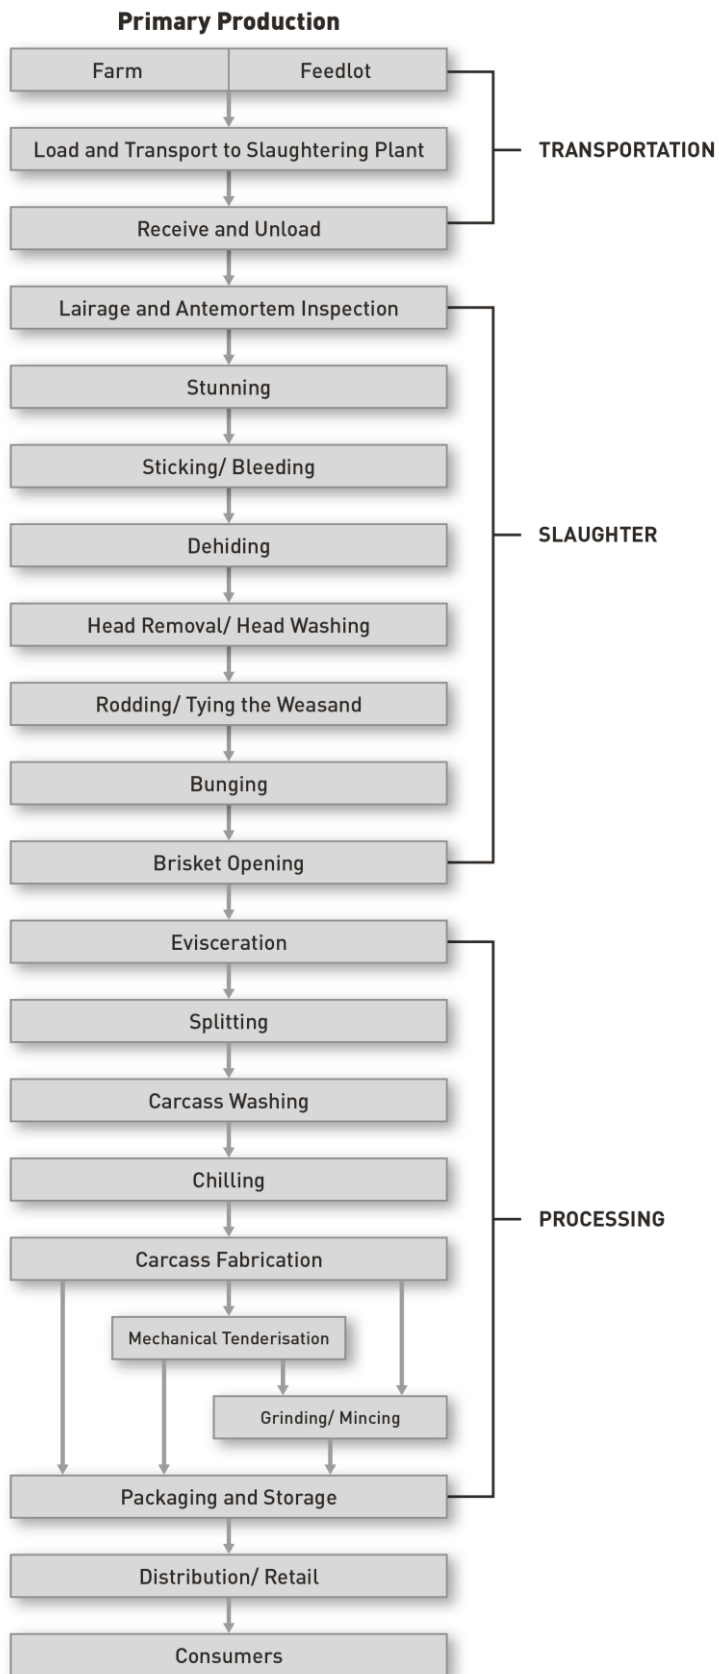 Primary Production
Farm
Feedlot
TRANSPORTATION
Load and Transport to Slaughtering Plant
Receive and Unload
Lairage and Antemortem Inspection
Stunning
Sticking/ Bleeding
Dehiding
SLAUGHTER
Head Removal/ Head Washing
Rodding/ Tying the Weasand
Bunging
Brisket Opening
Evisceration
Splitting
Carcass Washing
Chilling
PROCESSING
Carcass Fabrication
Mechanical Tenderisation
Grinding/ Mincing
Packaging and Storage
Distribution/ Retail
Consumers